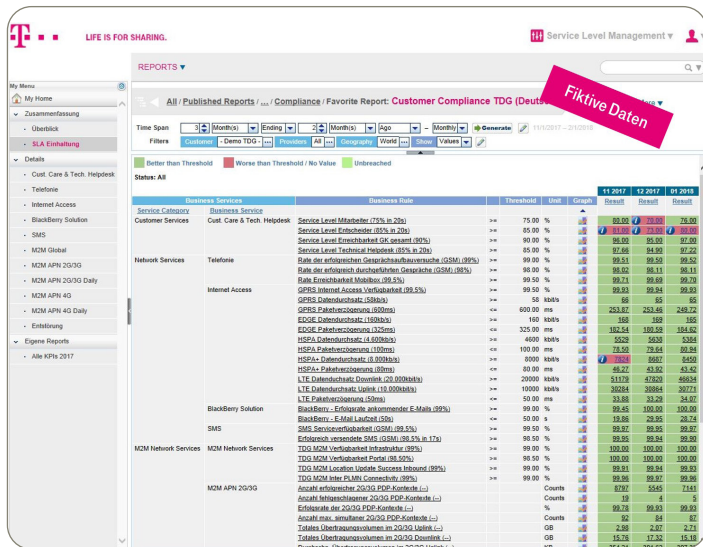 T LIFE IS FOR SHARING.
Service Level Management
REPORTS
My Menu
My Home
Zusammenfassung
Überblick
SLA Einhaltung
Details
Cust. Care & Tech. Helpdesk
Telefonie
Internet Access
BlackBerry Solution
SMS
M2M Global
M2M APN 2G/3G
M2M APN 2G/3G Daily
M2M APN 4G
M2M APN 4G Daily
Entstörung
Eigene Reports
Alle KPIs 2017
All / Published Reports / ... / Compliance / Favorite Report: Customer Compliance TDG (Deuts
Fiktive Daten
Time Span 3 Month(s) Ending 2 Month(s) Ago – Monthly Generate 11/1/2017 – 2/1/2018
Filters Customer - Demo TDG - ... Providers All ... Geography World ... Show Values
Better than Threshold Worse than Threshold / No Value Unbreached
Status: All
11 2017 12 2017 01 2018
Business Services Business Rule Threshold Unit Graph Result Result Result
Service Category Business Service
Customer Services Cust. Care & Tech. Helpdesk Service Level Mitarbeiter (75% in 20s) >= 75.00 % 80.00 70.00 76.00
Service Level Entscheider (85% in 20s) >= 85.00 % 81.00 73.00 80.00
Service Level Erreichbarkeit GK gesamt (90%) >= 90.00 % 96.00 95.00 97.00
Service Level Technical Helpdesk (85% in 20s) >= 85.00 % 97.66 94.90 97.22
Network Services Telefonie Rate der erfolgreichen Gesprächsaufbauversuche (GSM) (99%) >= 99.00 % 99.51 99.50 99.52
Rate der erfolgreich durchgeführten Gespräche (GSM) (98%) >= 98.00 % 98.02 98.11 98.11
Rate Erreichbarkeit Mobilbox (99,5%) >= 99.50 % 99.71 99.69 99.70
Internet Access GPRS Internet Access Verfügbarkeit (99,5%) >= 99.50 % 99.93 99.94 99.93
GPRS Datendurchsatz (58kb/s) >= 58 kbit/s 66 65 65
GPRS Paketverzögerung (600ms) <= 600.00 ms 253.87 253.46 249.72
EDGE Datendurchsatz (160kb/s) >= 160 kbit/s 168 169 165
EDGE Paketverzögerung (325ms) <= 325.00 ms 182.54 180.59 184.62
HSPA Datendurchsatz (4.600kb/s) >= 4600 kbit/s 5529 5638 5384
HSPA Paketverzögerung (100ms) <= 100.00 ms 78.50 79.64 80.94
HSPA+ Datendurchsatz (8.000kb/s) >= 8000 kbit/s 7824 8687 8450
HSPA+ Paketverzögerung (80ms) <= 80.00 ms 46.27 43.92 43.42
LTE Datenduchsatz Downlink (20.000kbit/s) >= 20000 kbit/s 51179 47820 46634
LTE Datendurchsatz Uplink (10.000kbit/s) >= 10000 kbit/s 30284 30864 30771
LTE Paketverzögerung (50ms) <= 50.00 ms 33.88 33.29 34.07
BlackBerry Solution BlackBerry - Erfolgsrate ankommender E-Mails (99%) >= 99.00 % 99.45 100.00 100.00
BlackBerry - E-Mail Laufzeit (50s) <= 50.00 s 19.86 29.95 28.74
SMS SMS Serviceverfügbarkeit (GSM) (99,5%) >= 99.50 % 99.97 99.95 99.97
Erfolgreich versendete SMS (GSM) (98,5% in 17s) >= 98.50 % 99.95 99.94 99.90
M2M Network Services M2M Network Services TDG M2M Verfügbarkeit Infrastruktur (99%) >= 99.00 % 100.00 100.00 100.00
TDG M2M Verfügbarkeit Portal (98,50%) >= 98.50 % 100.00 100.00 100.00
TDG M2M Location Update Success Inbound (99%) >= 99.00 % 99.91 99.94 99.93
TDG M2M Inter PLMN Connectivity (99%) >= 99.00 % 99.96 99.97 99.96
M2M APN 2G/3G Anzahl erfolgreicher 2G/3G PDP-Kontexte (--) Counts 8797 5545 7141
Anzahl fehlgeschlagener 2G/3G PDP-Kontexte (--) Counts 19 4 5
Erfolgsrate der 2G/3G PDP-Kontexte (--) % 99.78 99.93 99.93
Anzahl max. simultaner 2G/3G PDP-Kontexte (--) Counts 92 84 87
Totales Übertragungsvolumen im 2G/3G Uplink (--) GB 2.98 2.07 2.71
Totales Übertragungsvolumen im 2G/3G Downlink (--) GB 15.76 17.32 15.18